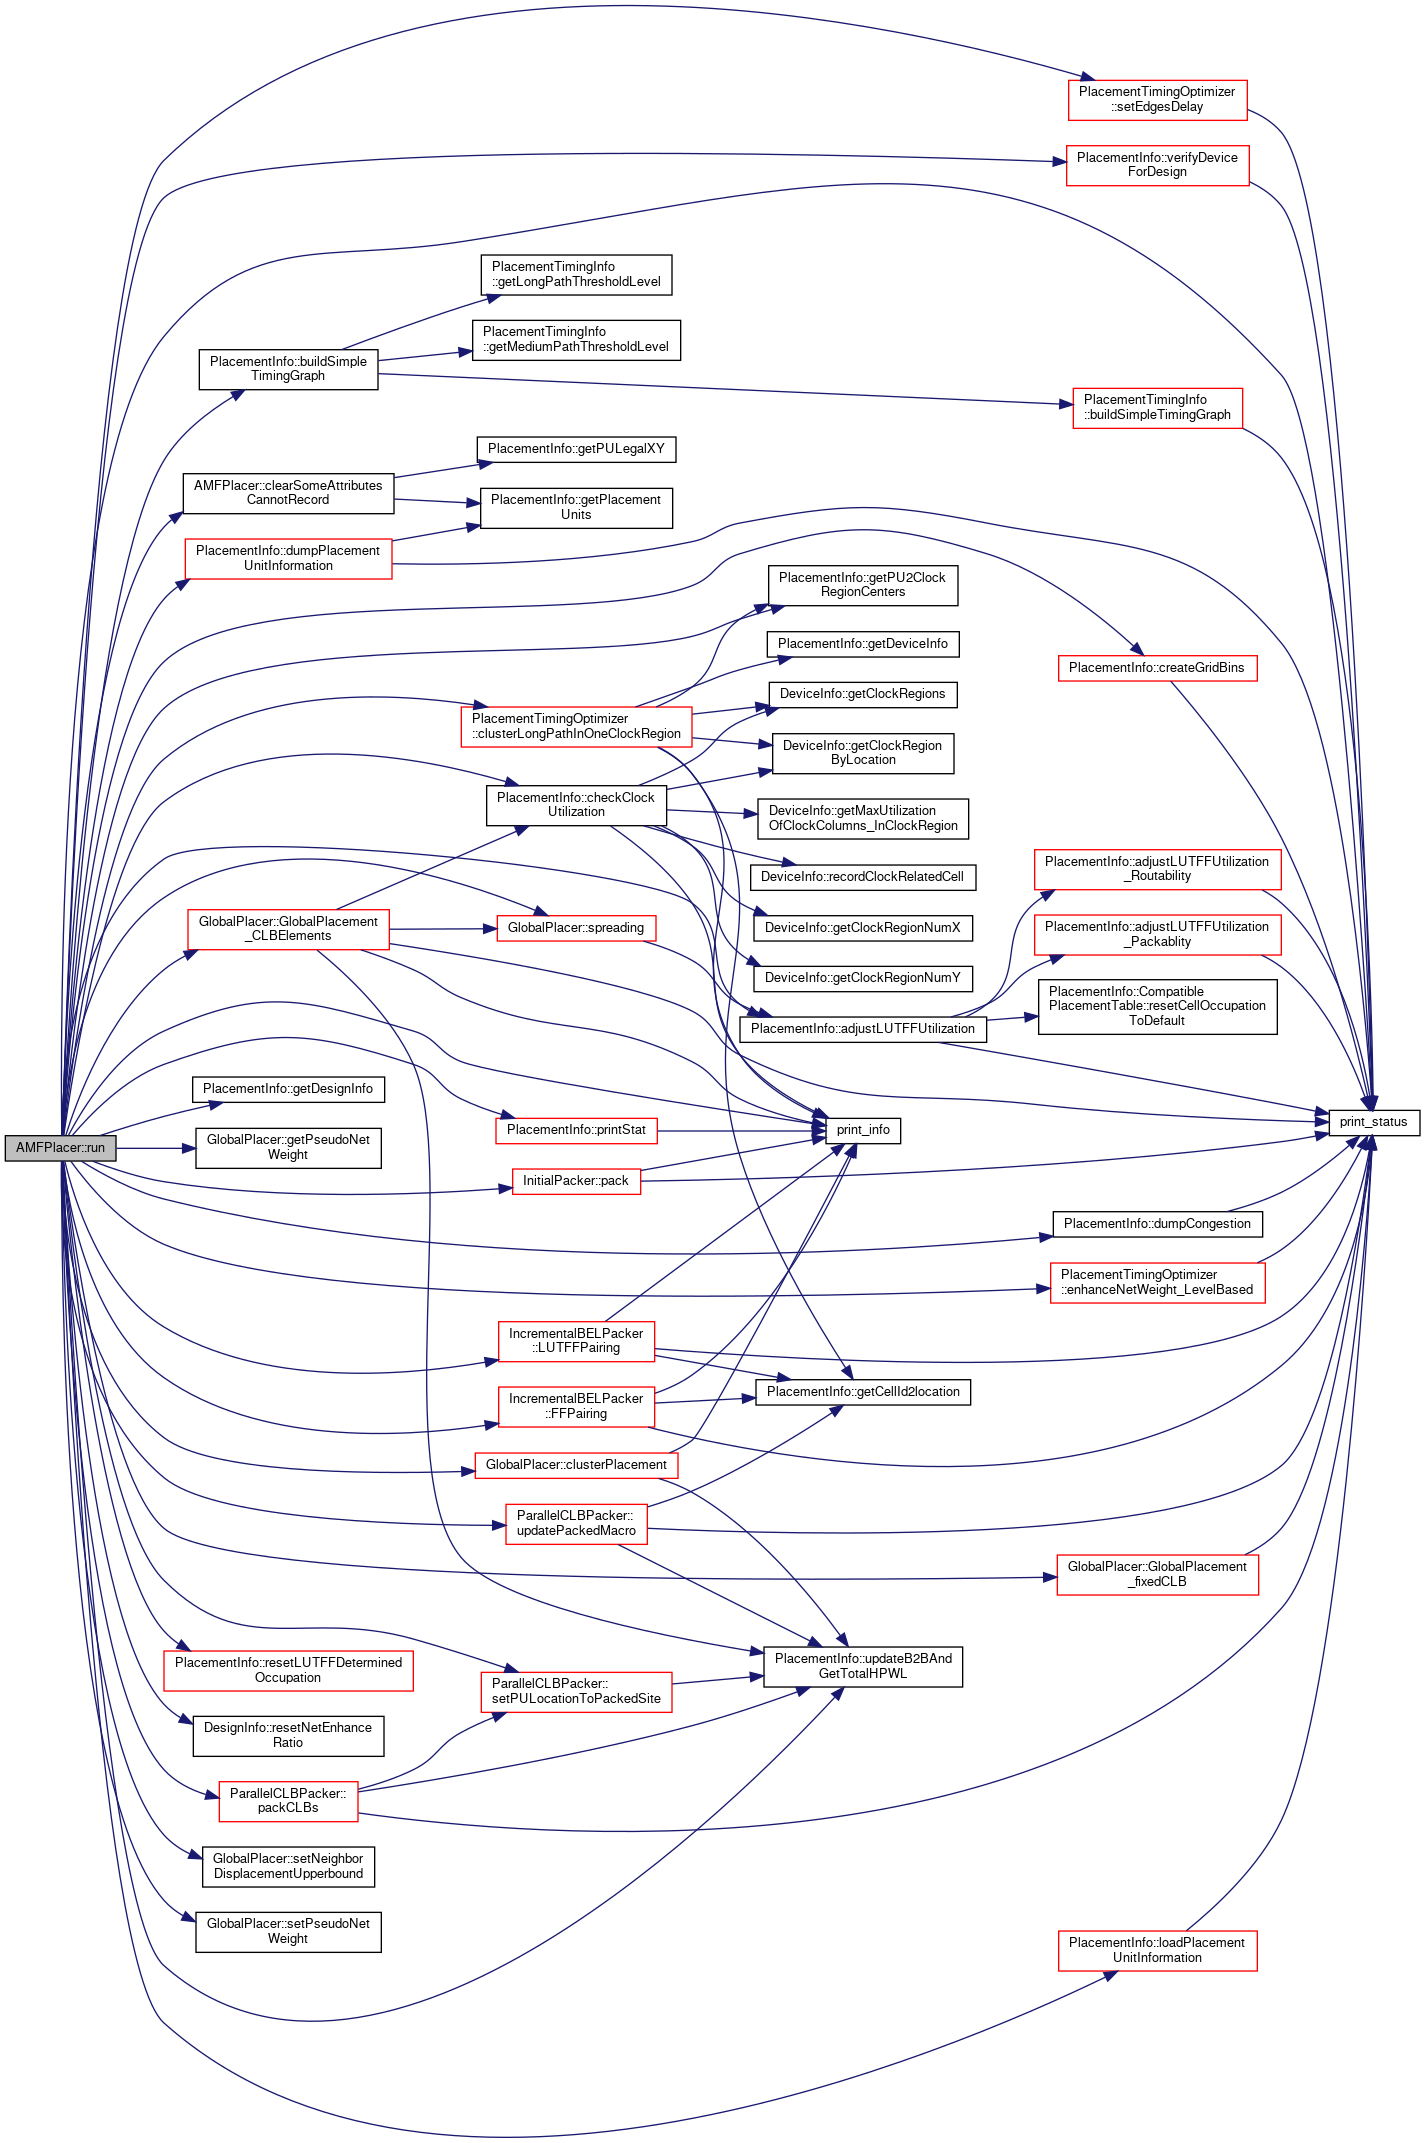 PlacementTimingOptimizer
::setEdgesDelay
PlacementInfo::verifyDevice
ForDesign
PlacementTimingInfo
::getLongPathThresholdLevel
PlacementTimingInfo
::getMediumPathThresholdLevel
PlacementInfo::buildSimple
TimingGraph
PlacementTimingInfo
::buildSimpleTimingGraph
PlacementInfo::getPULegalXY
AMFPlacer::clearSomeAttributes
CannotRecord
PlacementInfo::getPlacement
Units
PlacementInfo::dumpPlacement
UnitInformation
PlacementInfo::getPU2Clock
RegionCenters
PlacementInfo::getDeviceInfo
PlacementInfo::createGridBins
DeviceInfo::getClockRegions
PlacementTimingOptimizer
::clusterLongPathInOneClockRegion
DeviceInfo::getClockRegion
ByLocation
PlacementInfo::checkClock
Utilization
DeviceInfo::getMaxUtilization
OfClockColumns_InClockRegion
PlacementInfo::adjustLUTFFUtilization
_Routability
DeviceInfo::recordClockRelatedCell
GlobalPlacer::GlobalPlacement
_CLBElements
GlobalPlacer::spreading
DeviceInfo::getClockRegionNumX
PlacementInfo::adjustLUTFFUtilization
_Packablity
DeviceInfo::getClockRegionNumY
PlacementInfo::Compatible
PlacementTable::resetCellOccupation
ToDefault
PlacementInfo::adjustLUTFFUtilization
PlacementInfo::getDesignInfo
PlacementInfo::printStat
print_info
print_status
AMFPlacer::run
GlobalPlacer::getPseudoNet
Weight
InitialPacker::pack
PlacementInfo::dumpCongestion
PlacementTimingOptimizer
::enhanceNetWeight_LevelBased
IncrementalBELPacker
::LUTFFPairing
PlacementInfo::getCellId2location
IncrementalBELPacker
::FFPairing
GlobalPlacer::clusterPlacement
ParallelCLBPacker::
updatePackedMacro
GlobalPlacer::GlobalPlacement
_fixedCLB
PlacementInfo::updateB2BAnd
GetTotalHPWL
PlacementInfo::resetLUTFFDetermined
Occupation
ParallelCLBPacker::
setPULocationToPackedSite
DesignInfo::resetNetEnhance
Ratio
ParallelCLBPacker::
packCLBs
GlobalPlacer::setNeighbor
DisplacementUpperbound
GlobalPlacer::setPseudoNet
Weight
PlacementInfo::loadPlacement
UnitInformation